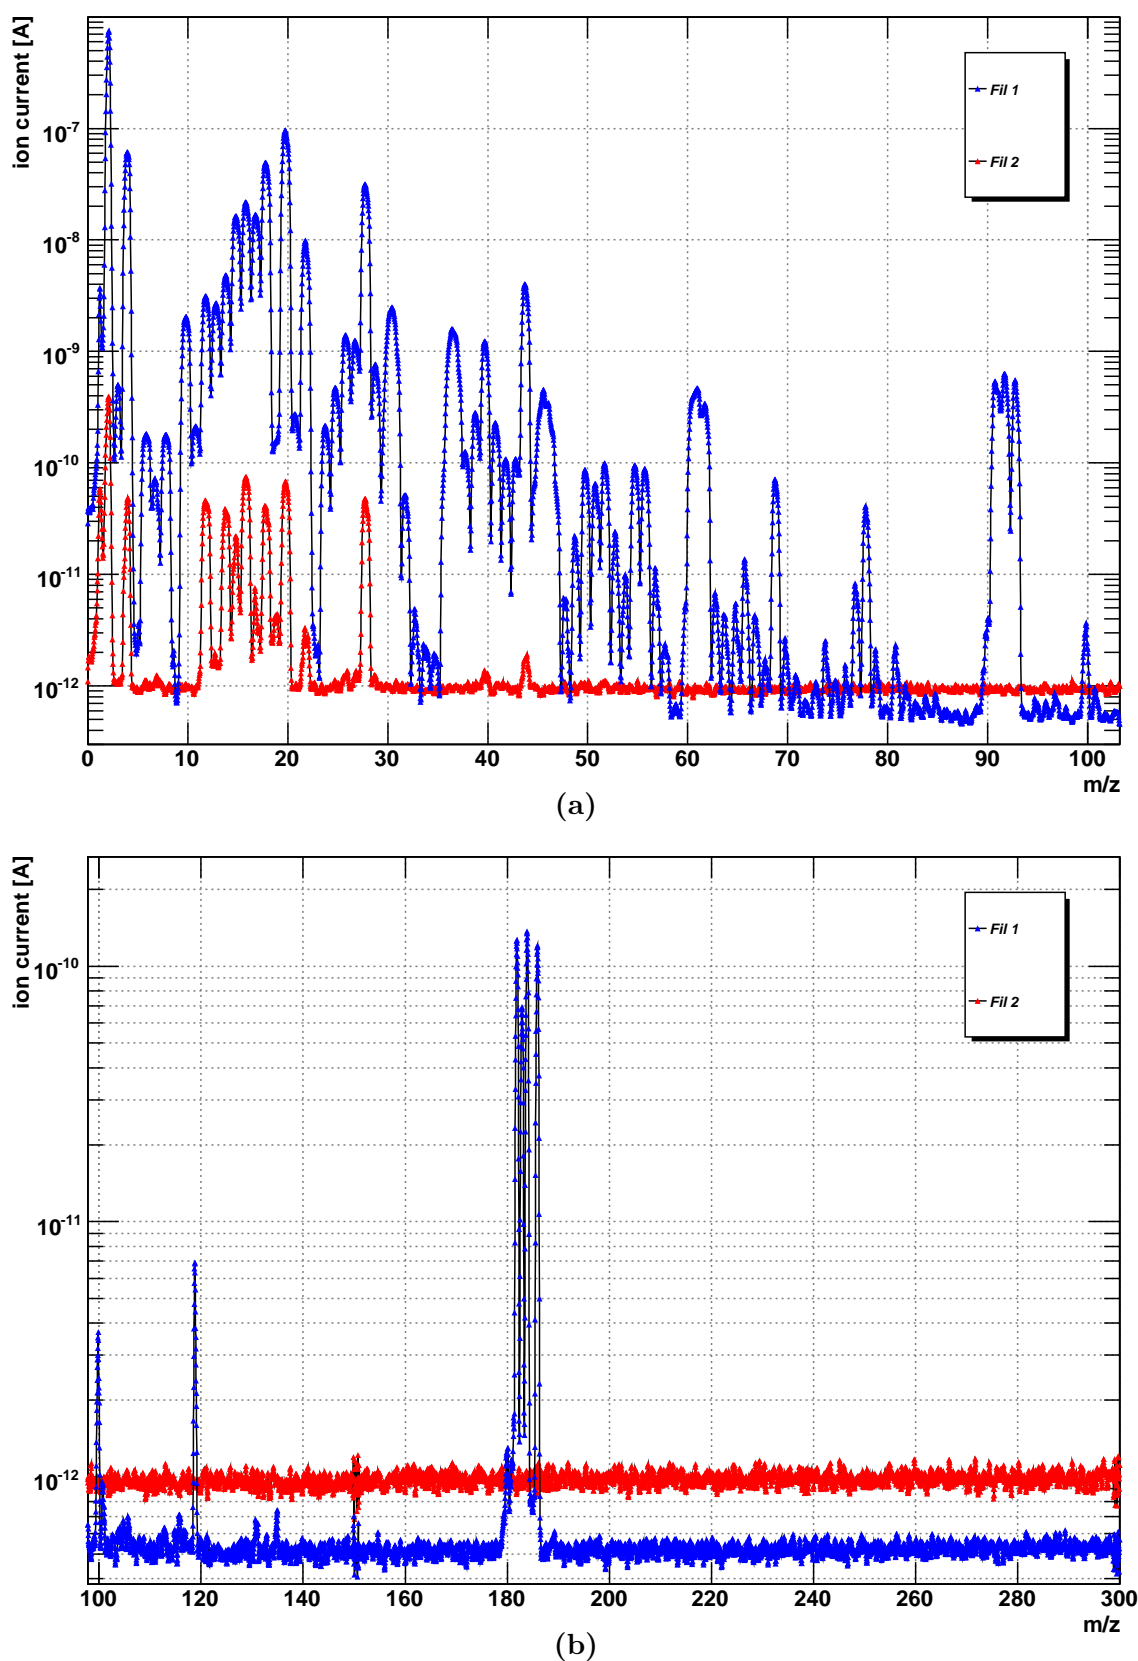 ion current [A]
Fil 1
Fil 2
10⁻⁷
10⁻⁸
10⁻⁹
10⁻¹⁰
10⁻¹¹
10⁻¹²
0 10 20 30 40 50 60 70 80 90 100
m/z
(a)
ion current [A]
Fil 1
Fil 2
10⁻¹⁰
10⁻¹¹
10⁻¹²
100 120 140 160 180 200 220 240 260 280 300
m/z
(b)